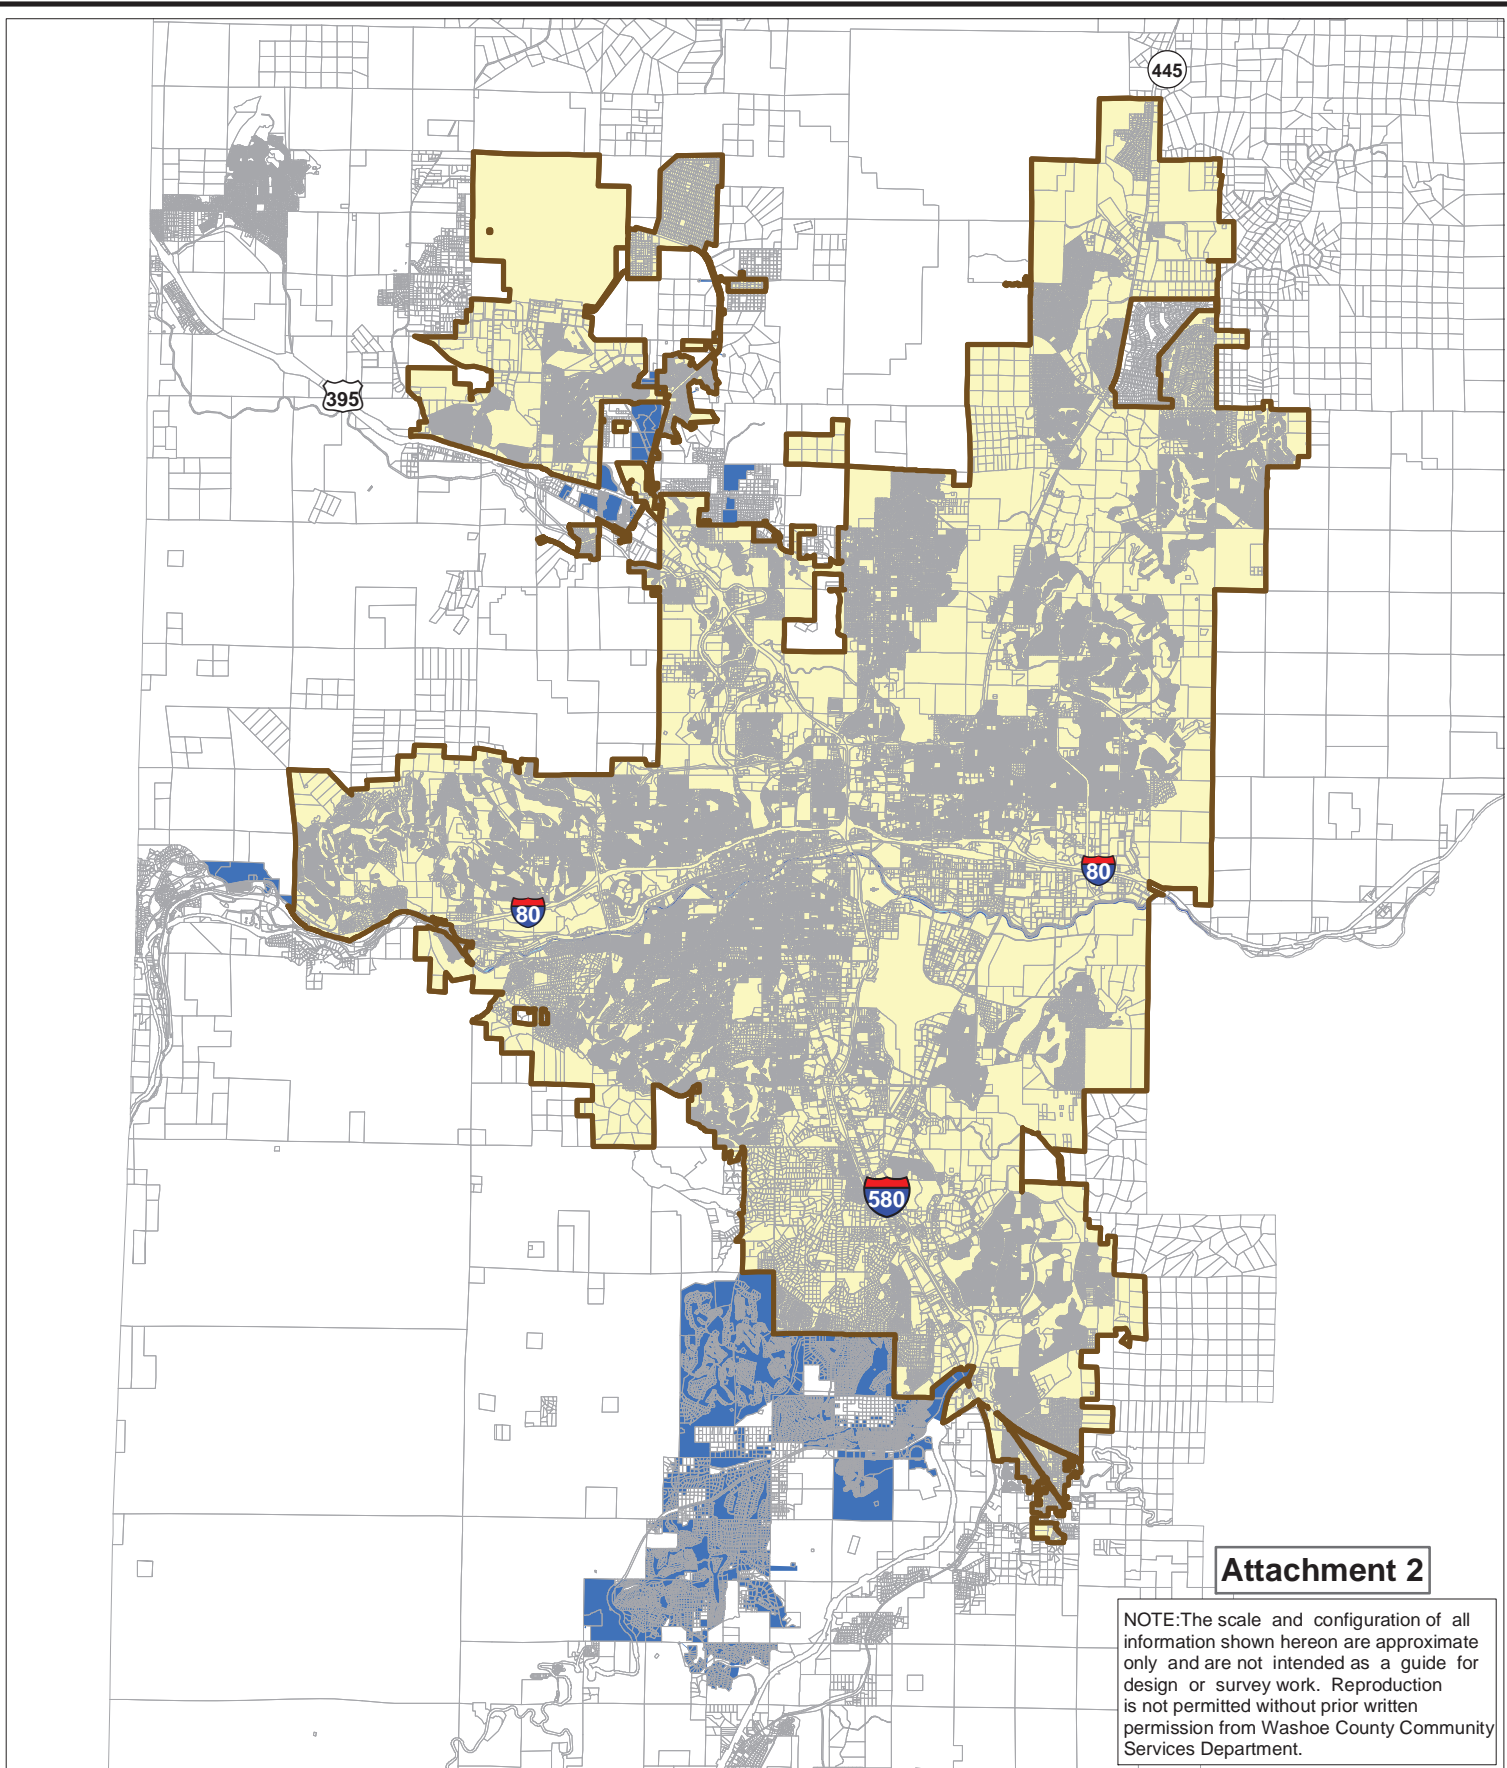 445
395
80
80
580
Attachment 2
NOTE:The scale and configuration of all
information shown hereon are approximate
only and are not intended as a guide for
design or survey work. Reproduction
is not permitted without prior written
permission from Washoe County Community
Services Department.